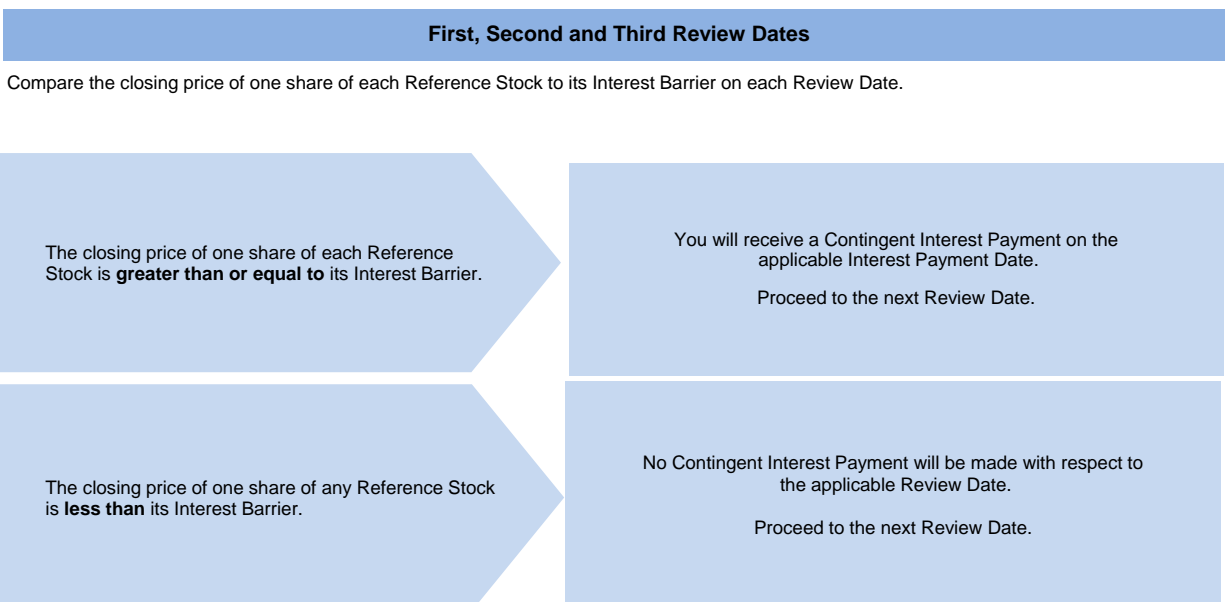 First, Second and Third Review Dates
Compare the closing price of one share of each Reference Stock to its Interest Barrier on each Review Date.
The closing price of one share of each Reference
Stock is greater than or equal to its Interest Barrier.
You will receive a Contingent Interest Payment on the
applicable Interest Payment Date.
Proceed to the next Review Date.
The closing price of one share of any Reference Stock
is less than its Interest Barrier.
No Contingent Interest Payment will be made with respect to
the applicable Review Date.
Proceed to the next Review Date.